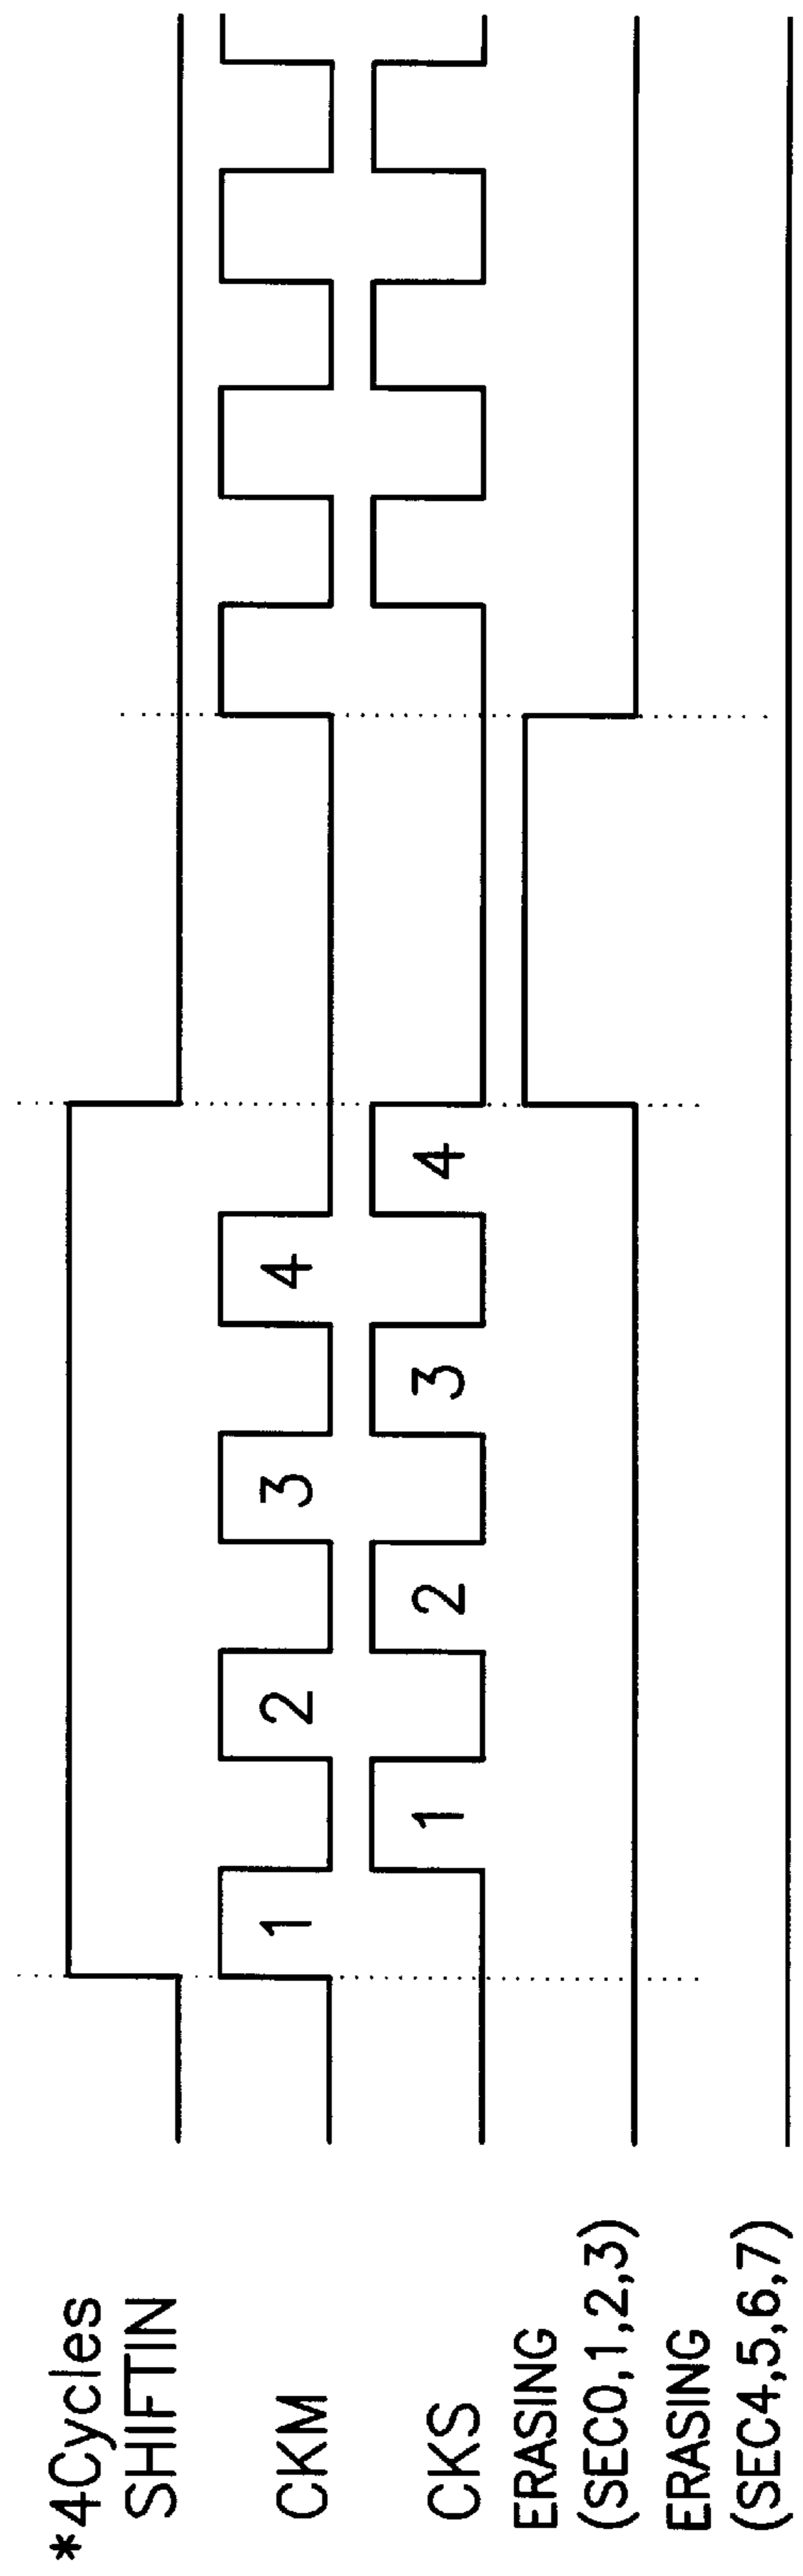 *4Cycles
SHIFTIN
CKM
1 2 3 4
CKS
1 2 3 4
ERASING
(SEC0,1,2,3)
ERASING
(SEC4,5,6,7)